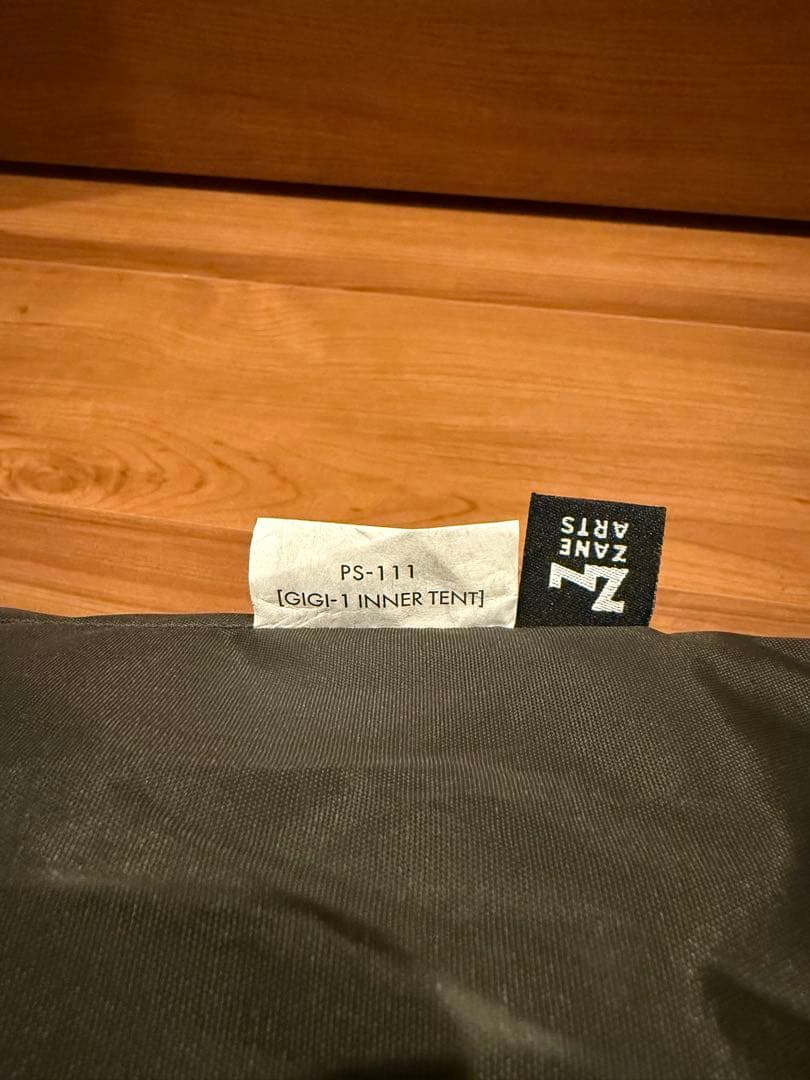 PS-111
[GIGI-1 INNER TENT]
ZANE
ARTS